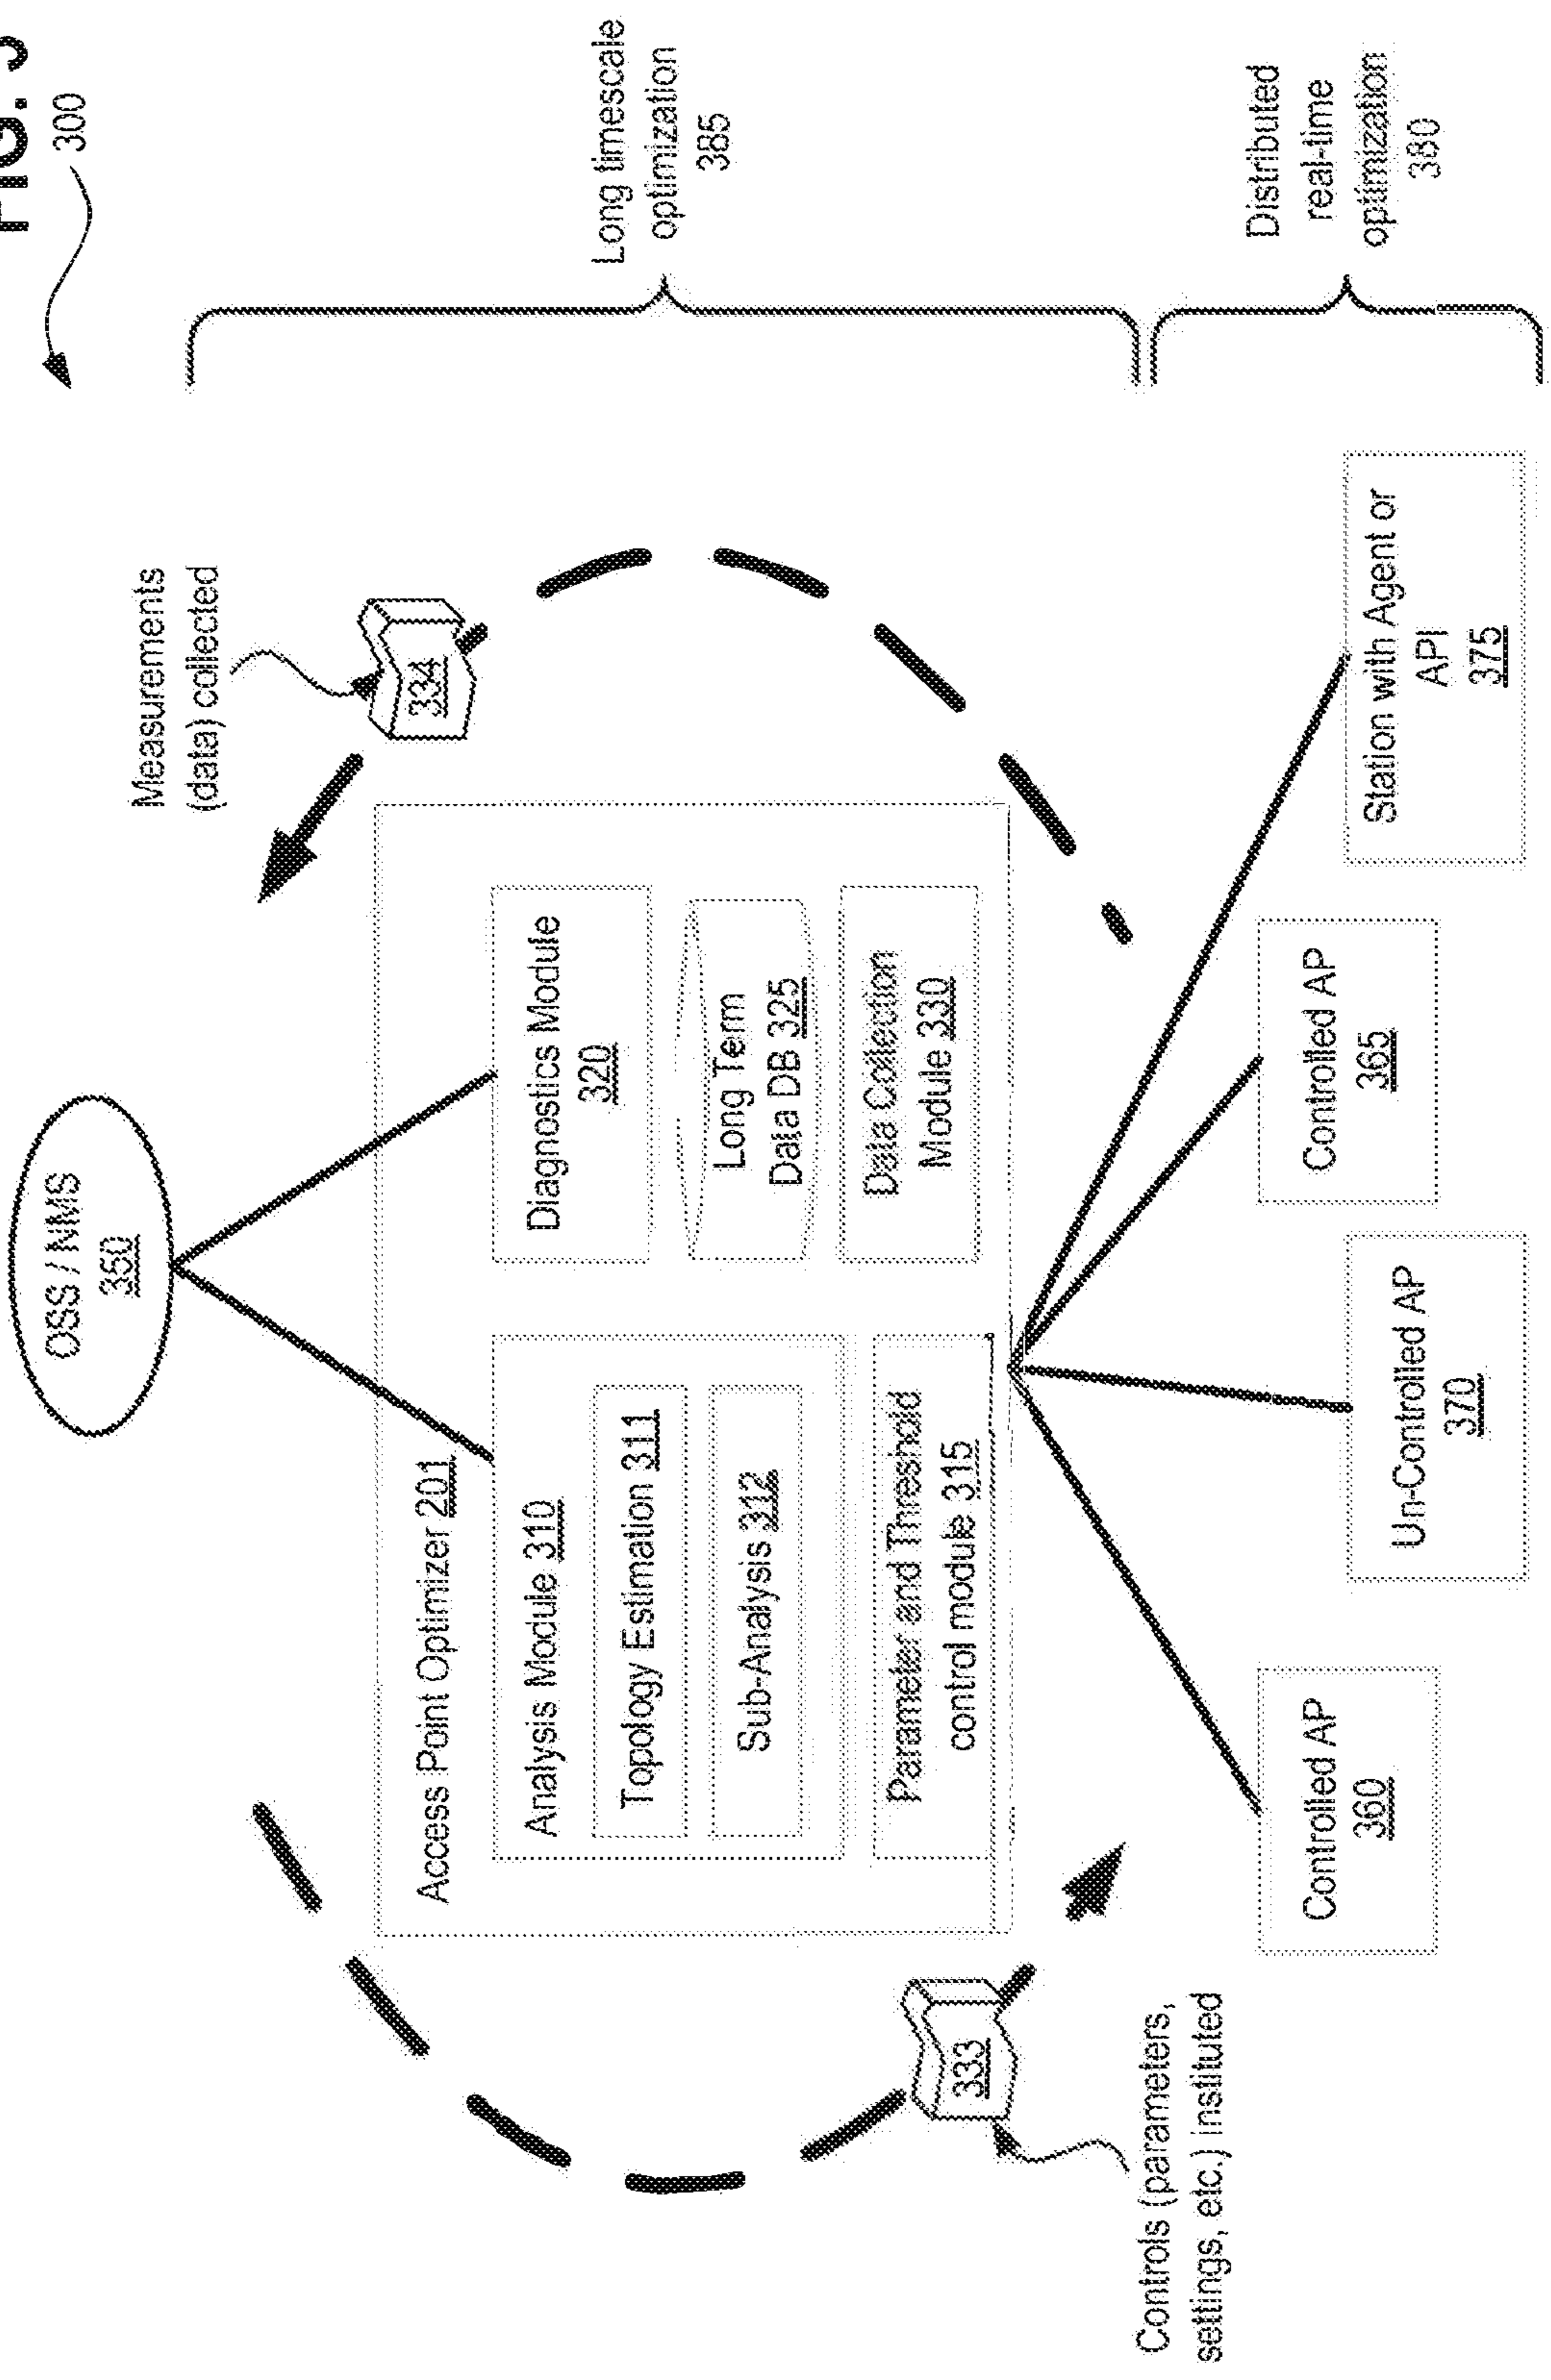 FIG. 3
300
OSS / NMS
350
Measurements
(data) collected
334
Access Point Optimizer 201
Analysis Module 310
Topology Estimation 311
Sub-Analysis 312
Parameter and Threshold
control module 315
Diagnostics Module
320
Long Term
Data DB 325
Data Collection
Module 330
Long timescale
optimization
385
333
Controls (parameters,
settings, etc.) instituted
Controlled AP
360
Un-Controlled AP
370
Controlled AP
365
Station with Agent or
API
375
Distributed
real-time
optimization
380